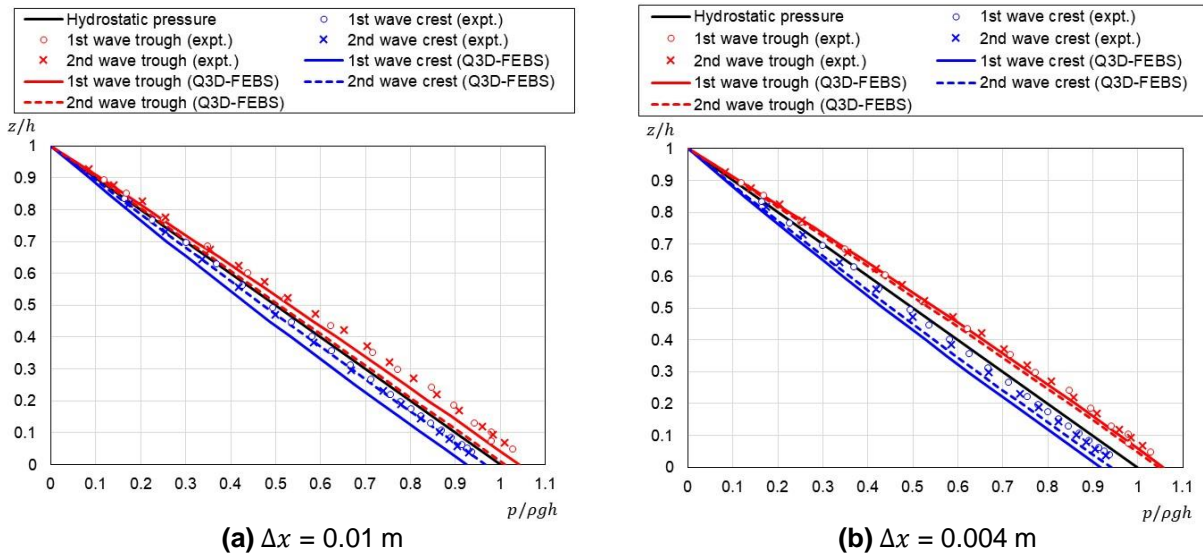 Hydrostatic pressure
1st wave crest (expt.)
1st wave trough (expt.)
2nd wave crest (expt.)
2nd wave trough (expt.)
1st wave crest (Q3D-FEBS)
1st wave trough (Q3D-FEBS)
2nd wave crest (Q3D-FEBS)
2nd wave trough (Q3D-FEBS)
z/h
1
0.9
0.8
0.7
0.6
0.5
0.4
0.3
0.2
0.1
0
0 0.1 0.2 0.3 0.4 0.5 0.6 0.7 0.8 0.9 1 1.1
p/ρgh
(a) Δx = 0.01 m
Hydrostatic pressure
1st wave crest (expt.)
1st wave trough (expt.)
2nd wave crest (expt.)
2nd wave trough (expt.)
1st wave crest (Q3D-FEBS)
1st wave trough (Q3D-FEBS)
2nd wave crest (Q3D-FEBS)
2nd wave trough (Q3D-FEBS)
z/h
1
0.9
0.8
0.7
0.6
0.5
0.4
0.3
0.2
0.1
0
0 0.1 0.2 0.3 0.4 0.5 0.6 0.7 0.8 0.9 1 1.1
p/ρgh
(b) Δx = 0.004 m